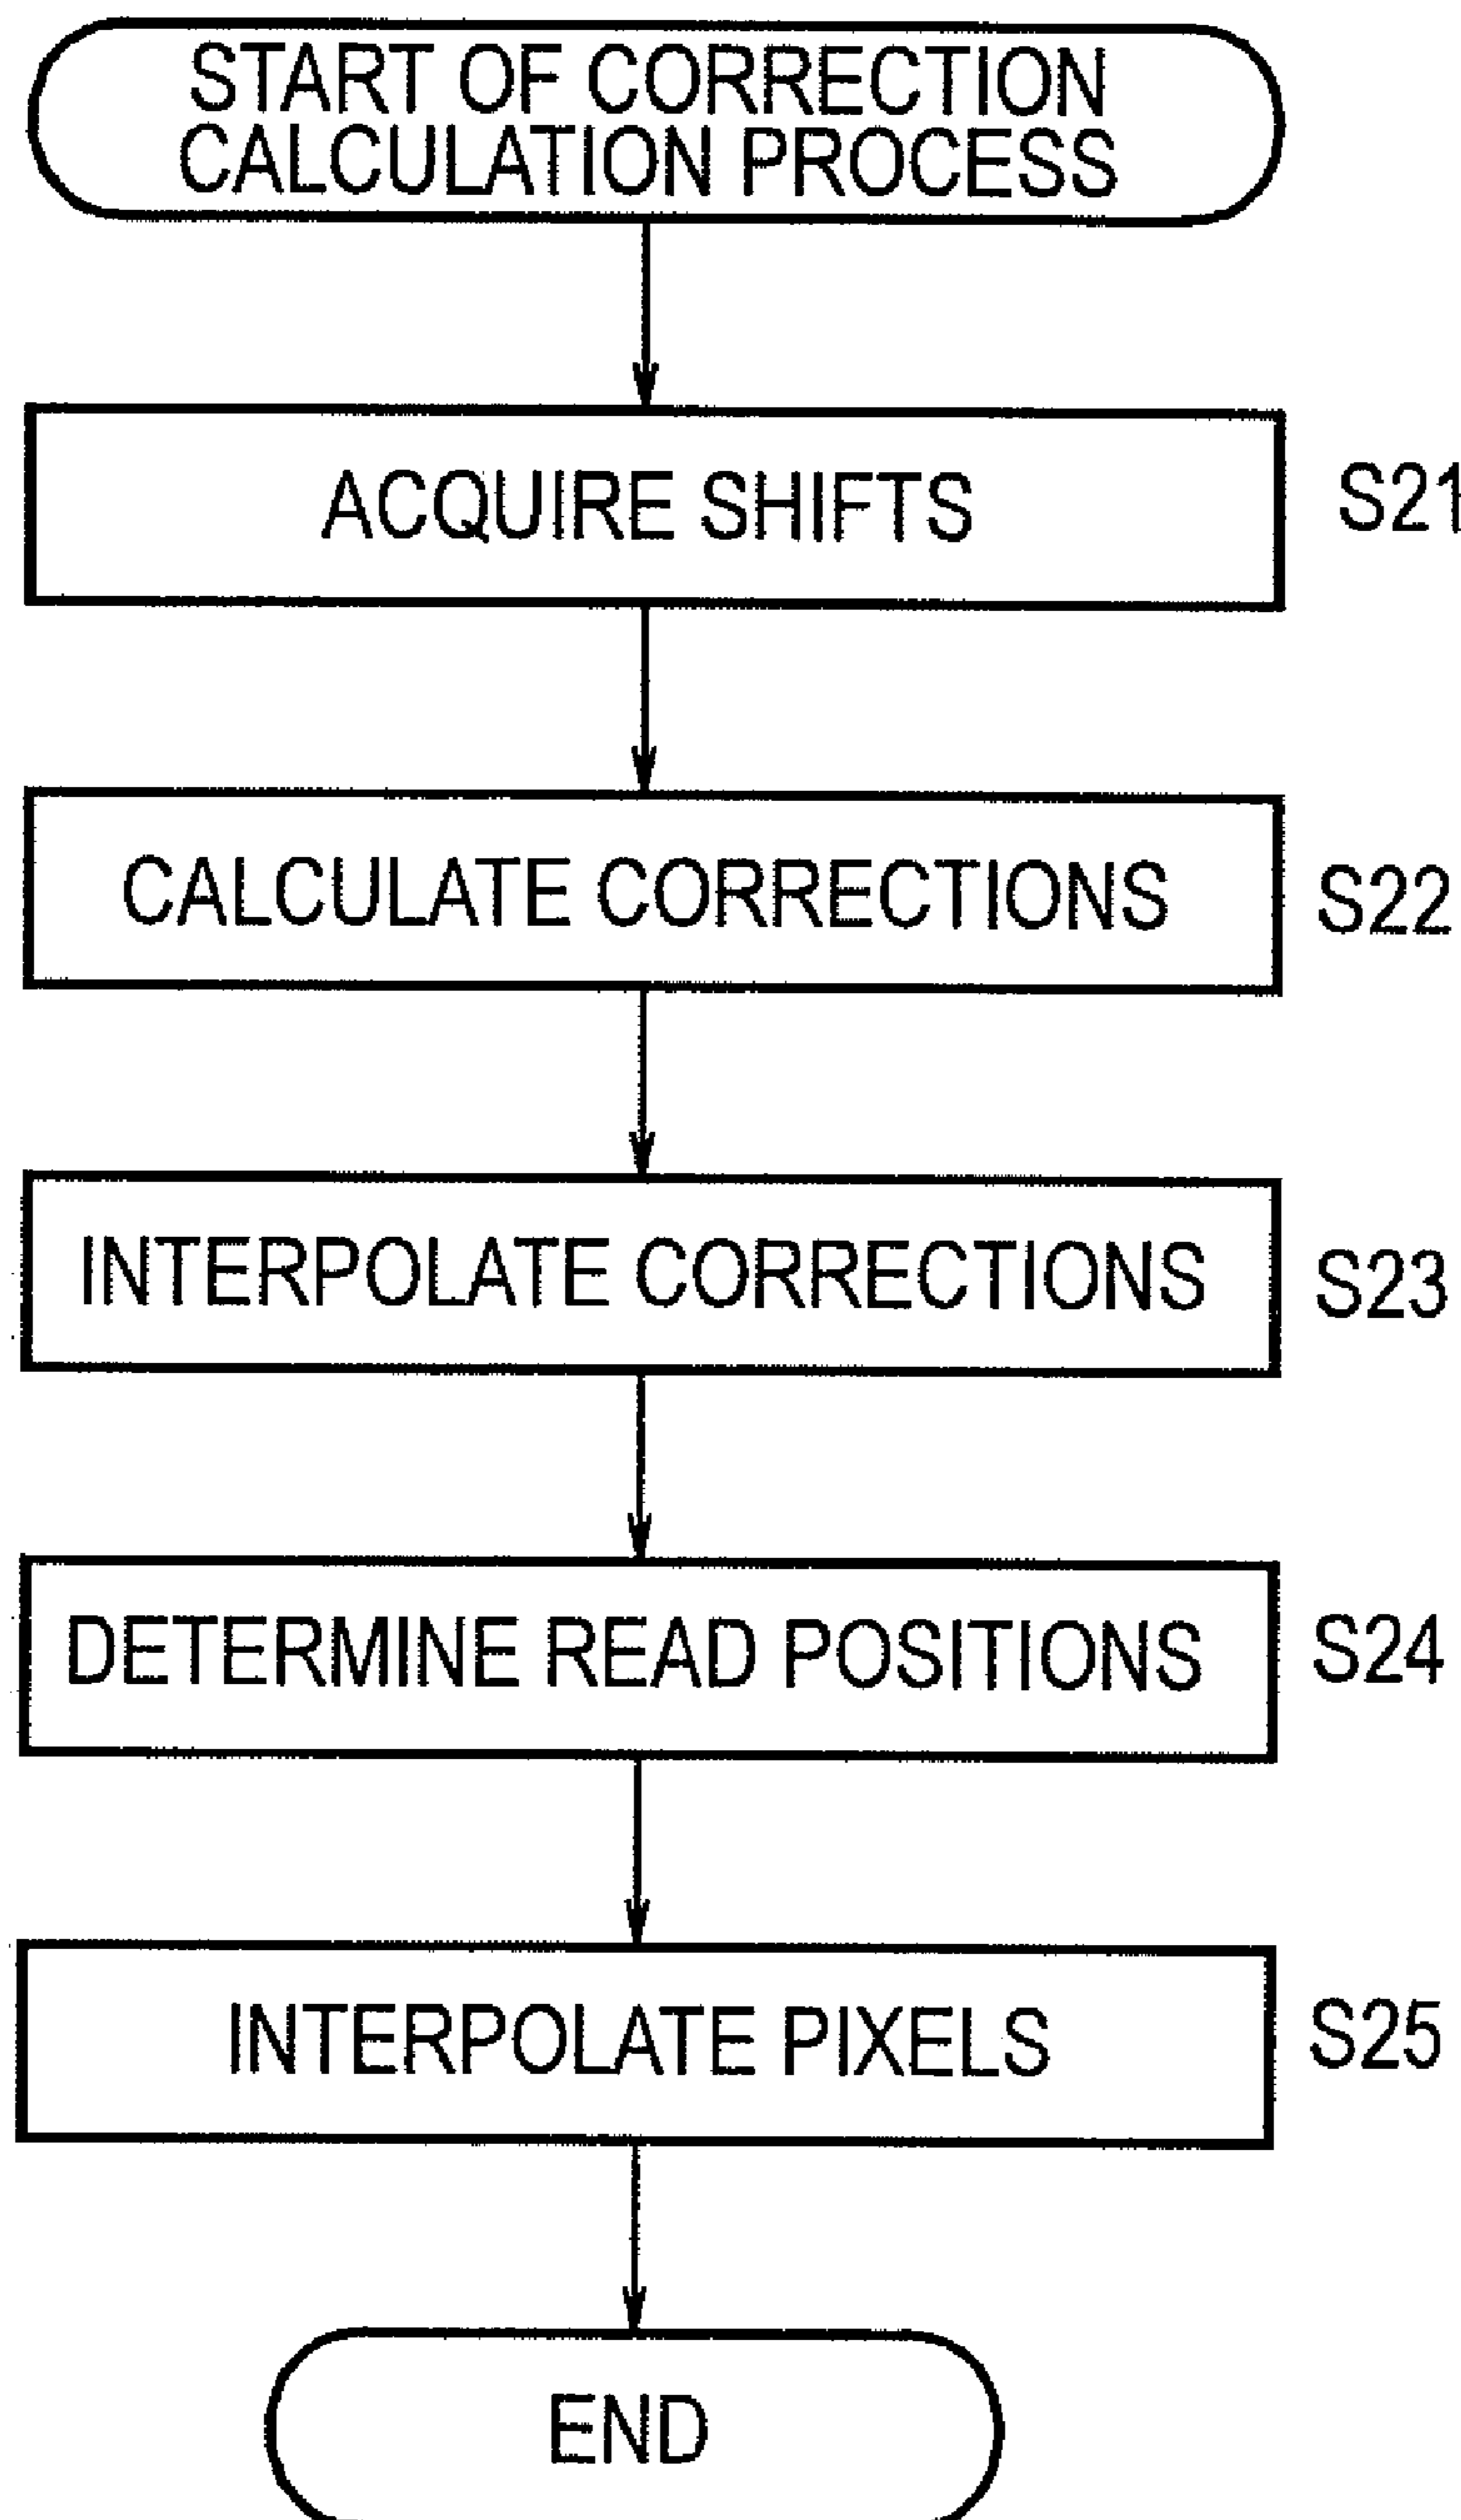 START OF CORRECTION
CALCULATION PROCESS
ACQUIRE SHIFTS
S21
CALCULATE CORRECTIONS
S22
INTERPOLATE CORRECTIONS
S23
DETERMINE READ POSITIONS
S24
INTERPOLATE PIXELS
S25
END